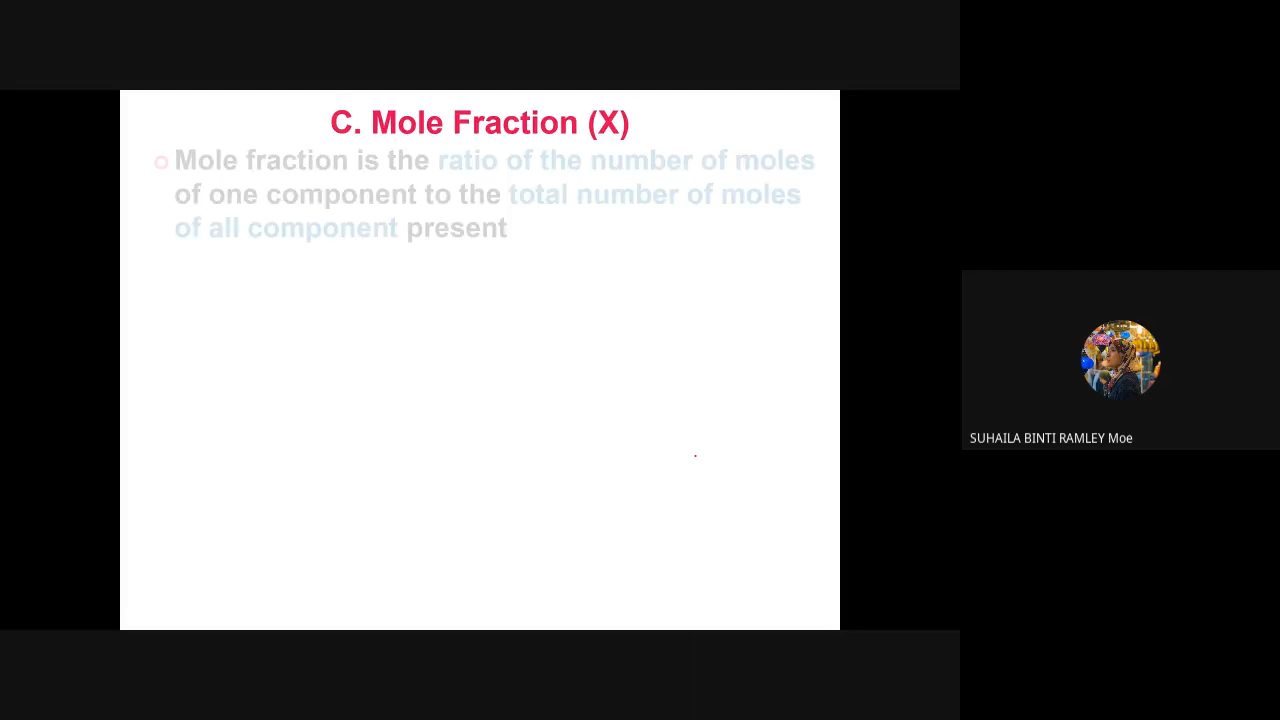 C. Mole Fraction (X)
Mole fraction is the ratio of the number of moles
of one component to the total number of moles
of all component present
SUHAILA BINTI RAMLEY Moe